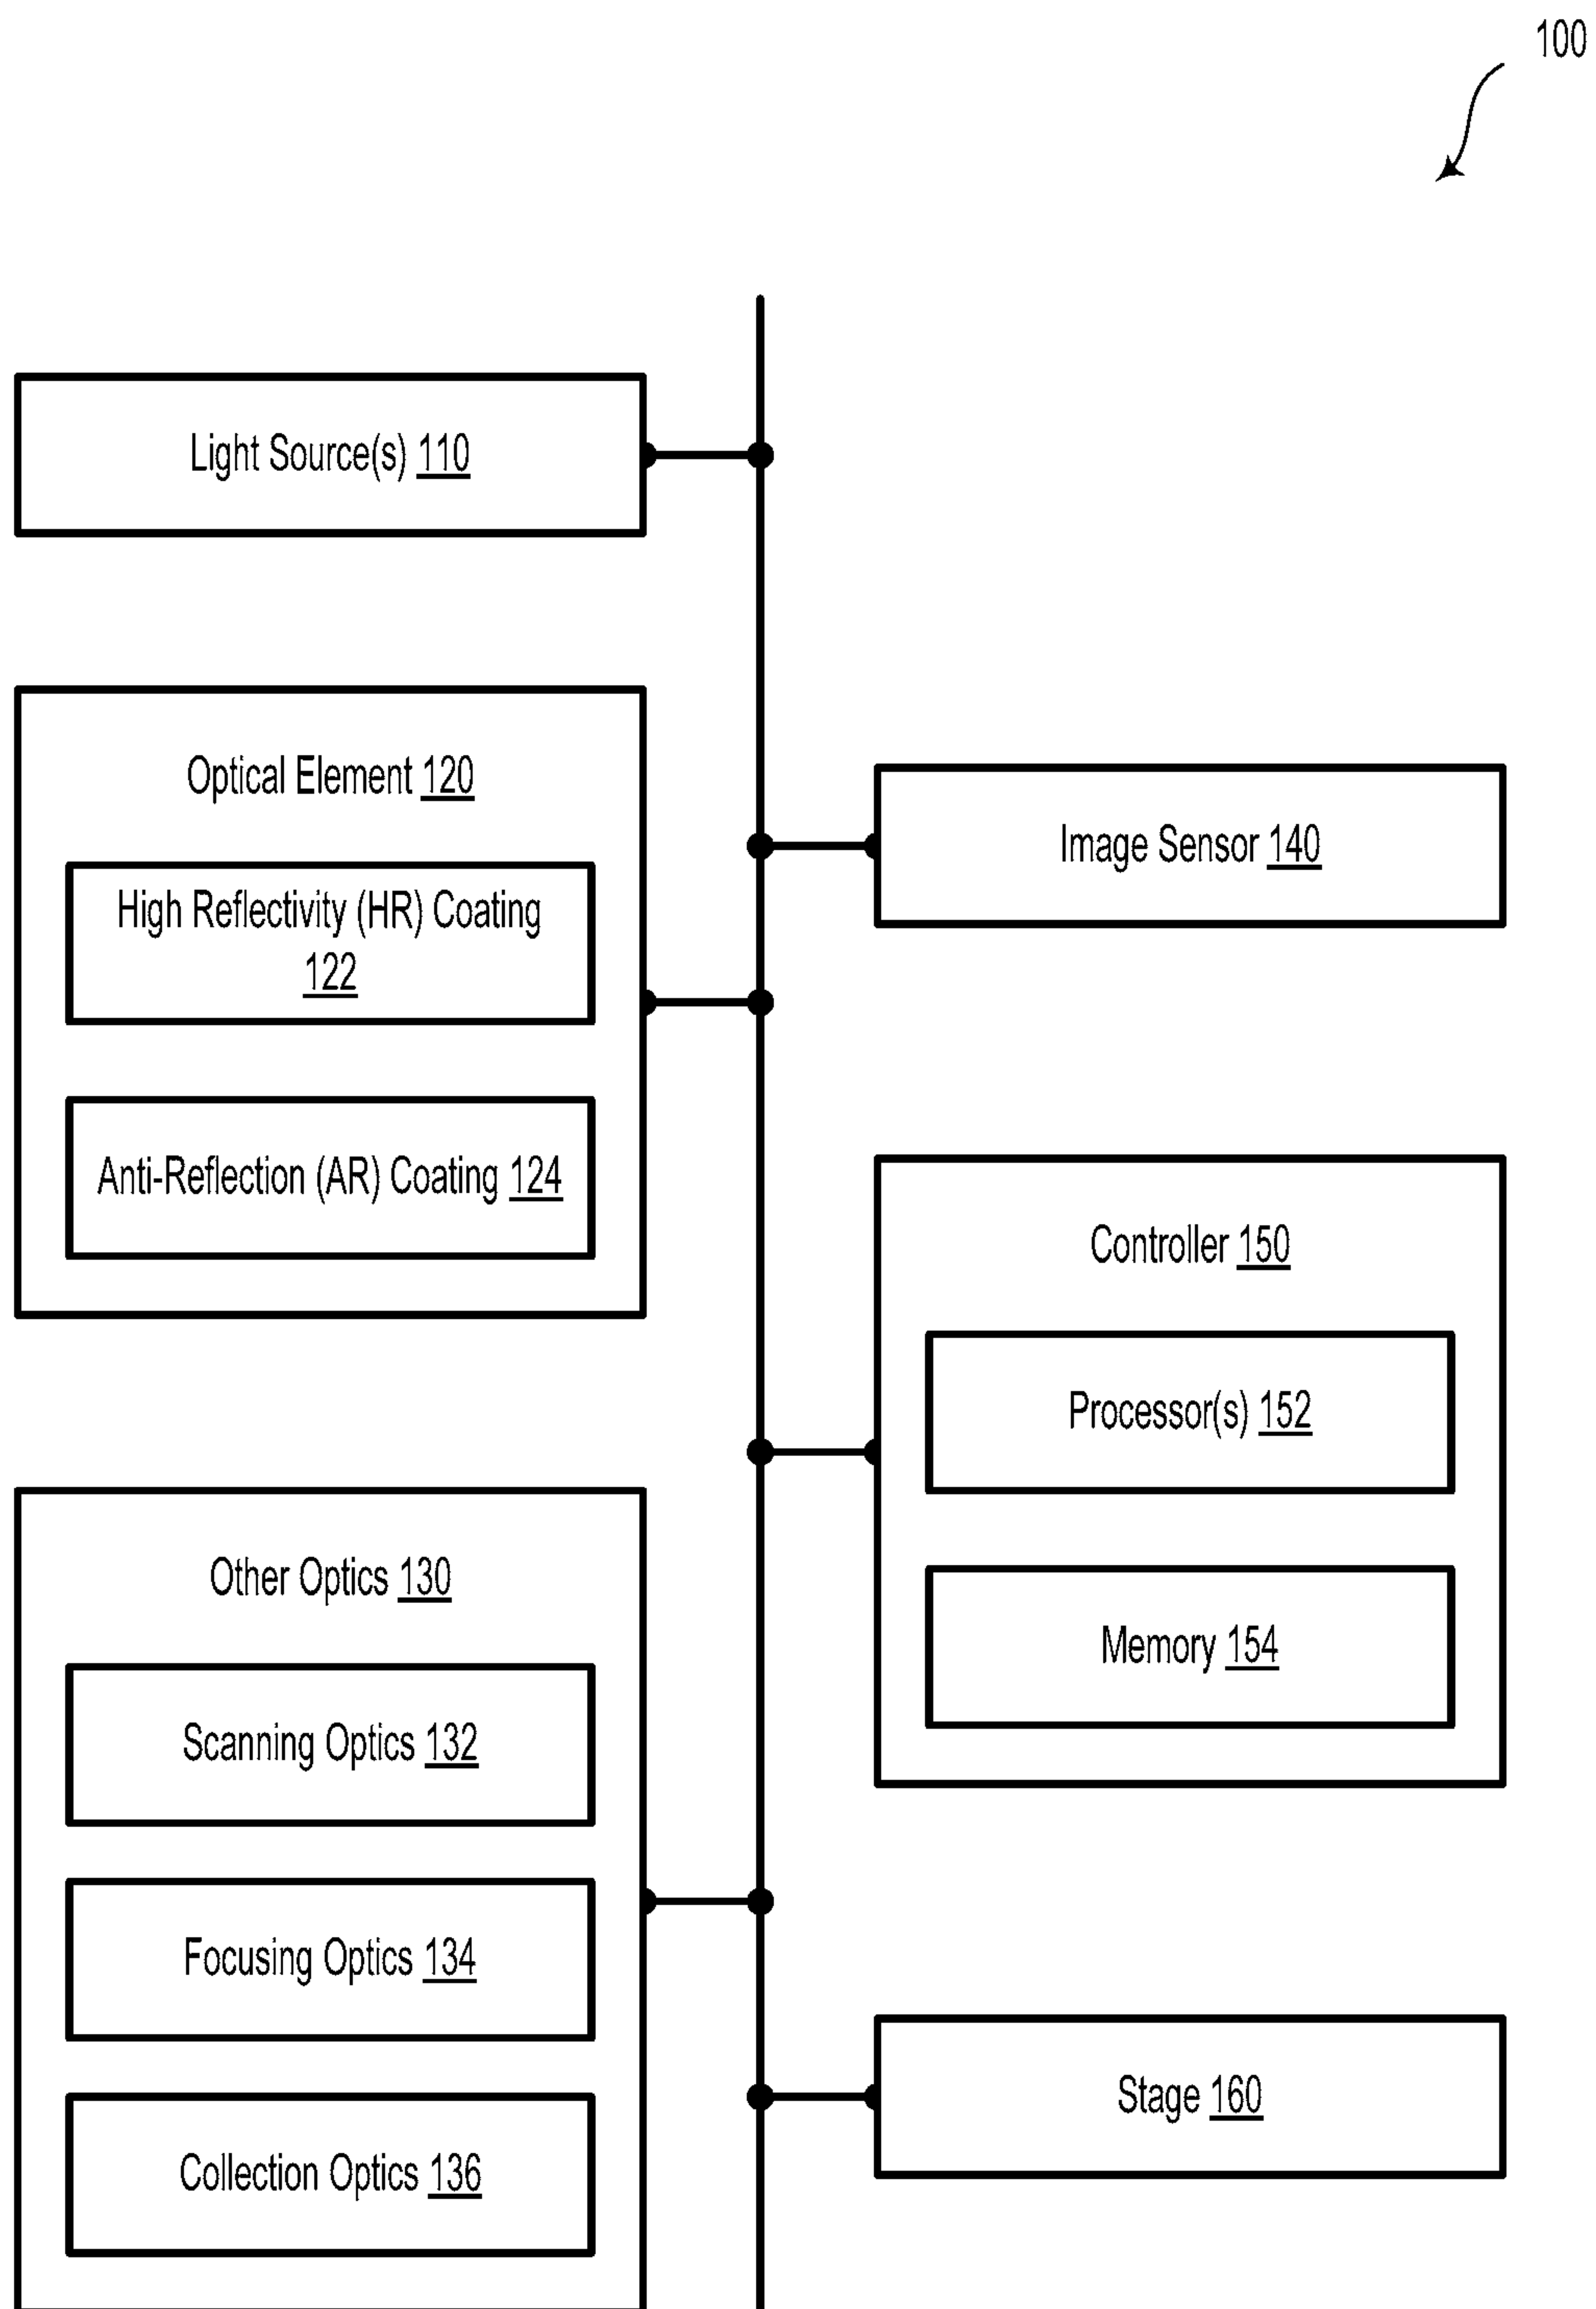 100
Light Source(s) 110
Optical Element 120
High Reflectivity (HR) Coating
122
Anti-Reflection (AR) Coating 124
Other Optics 130
Scanning Optics 132
Focusing Optics 134
Collection Optics 136
Image Sensor 140
Controller 150
Processor(s) 152
Memory 154
Stage 160